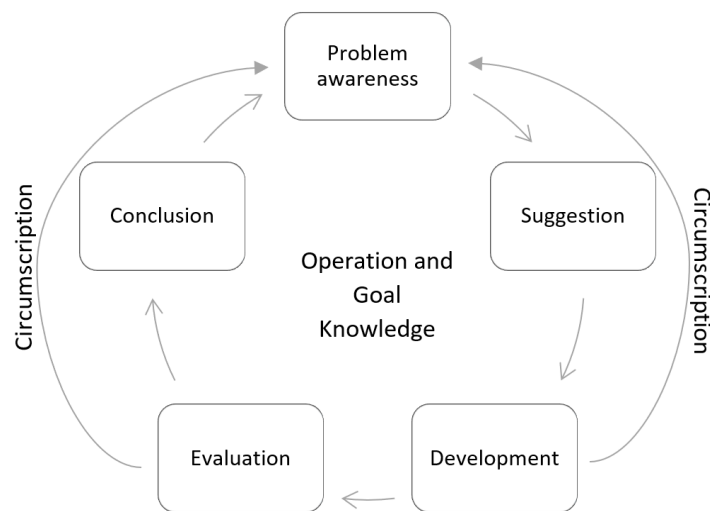 Problem
awareness
Conclusion
Suggestion
Circumscription
Circumscription
Operation and
Goal
Knowledge
Evaluation
Development